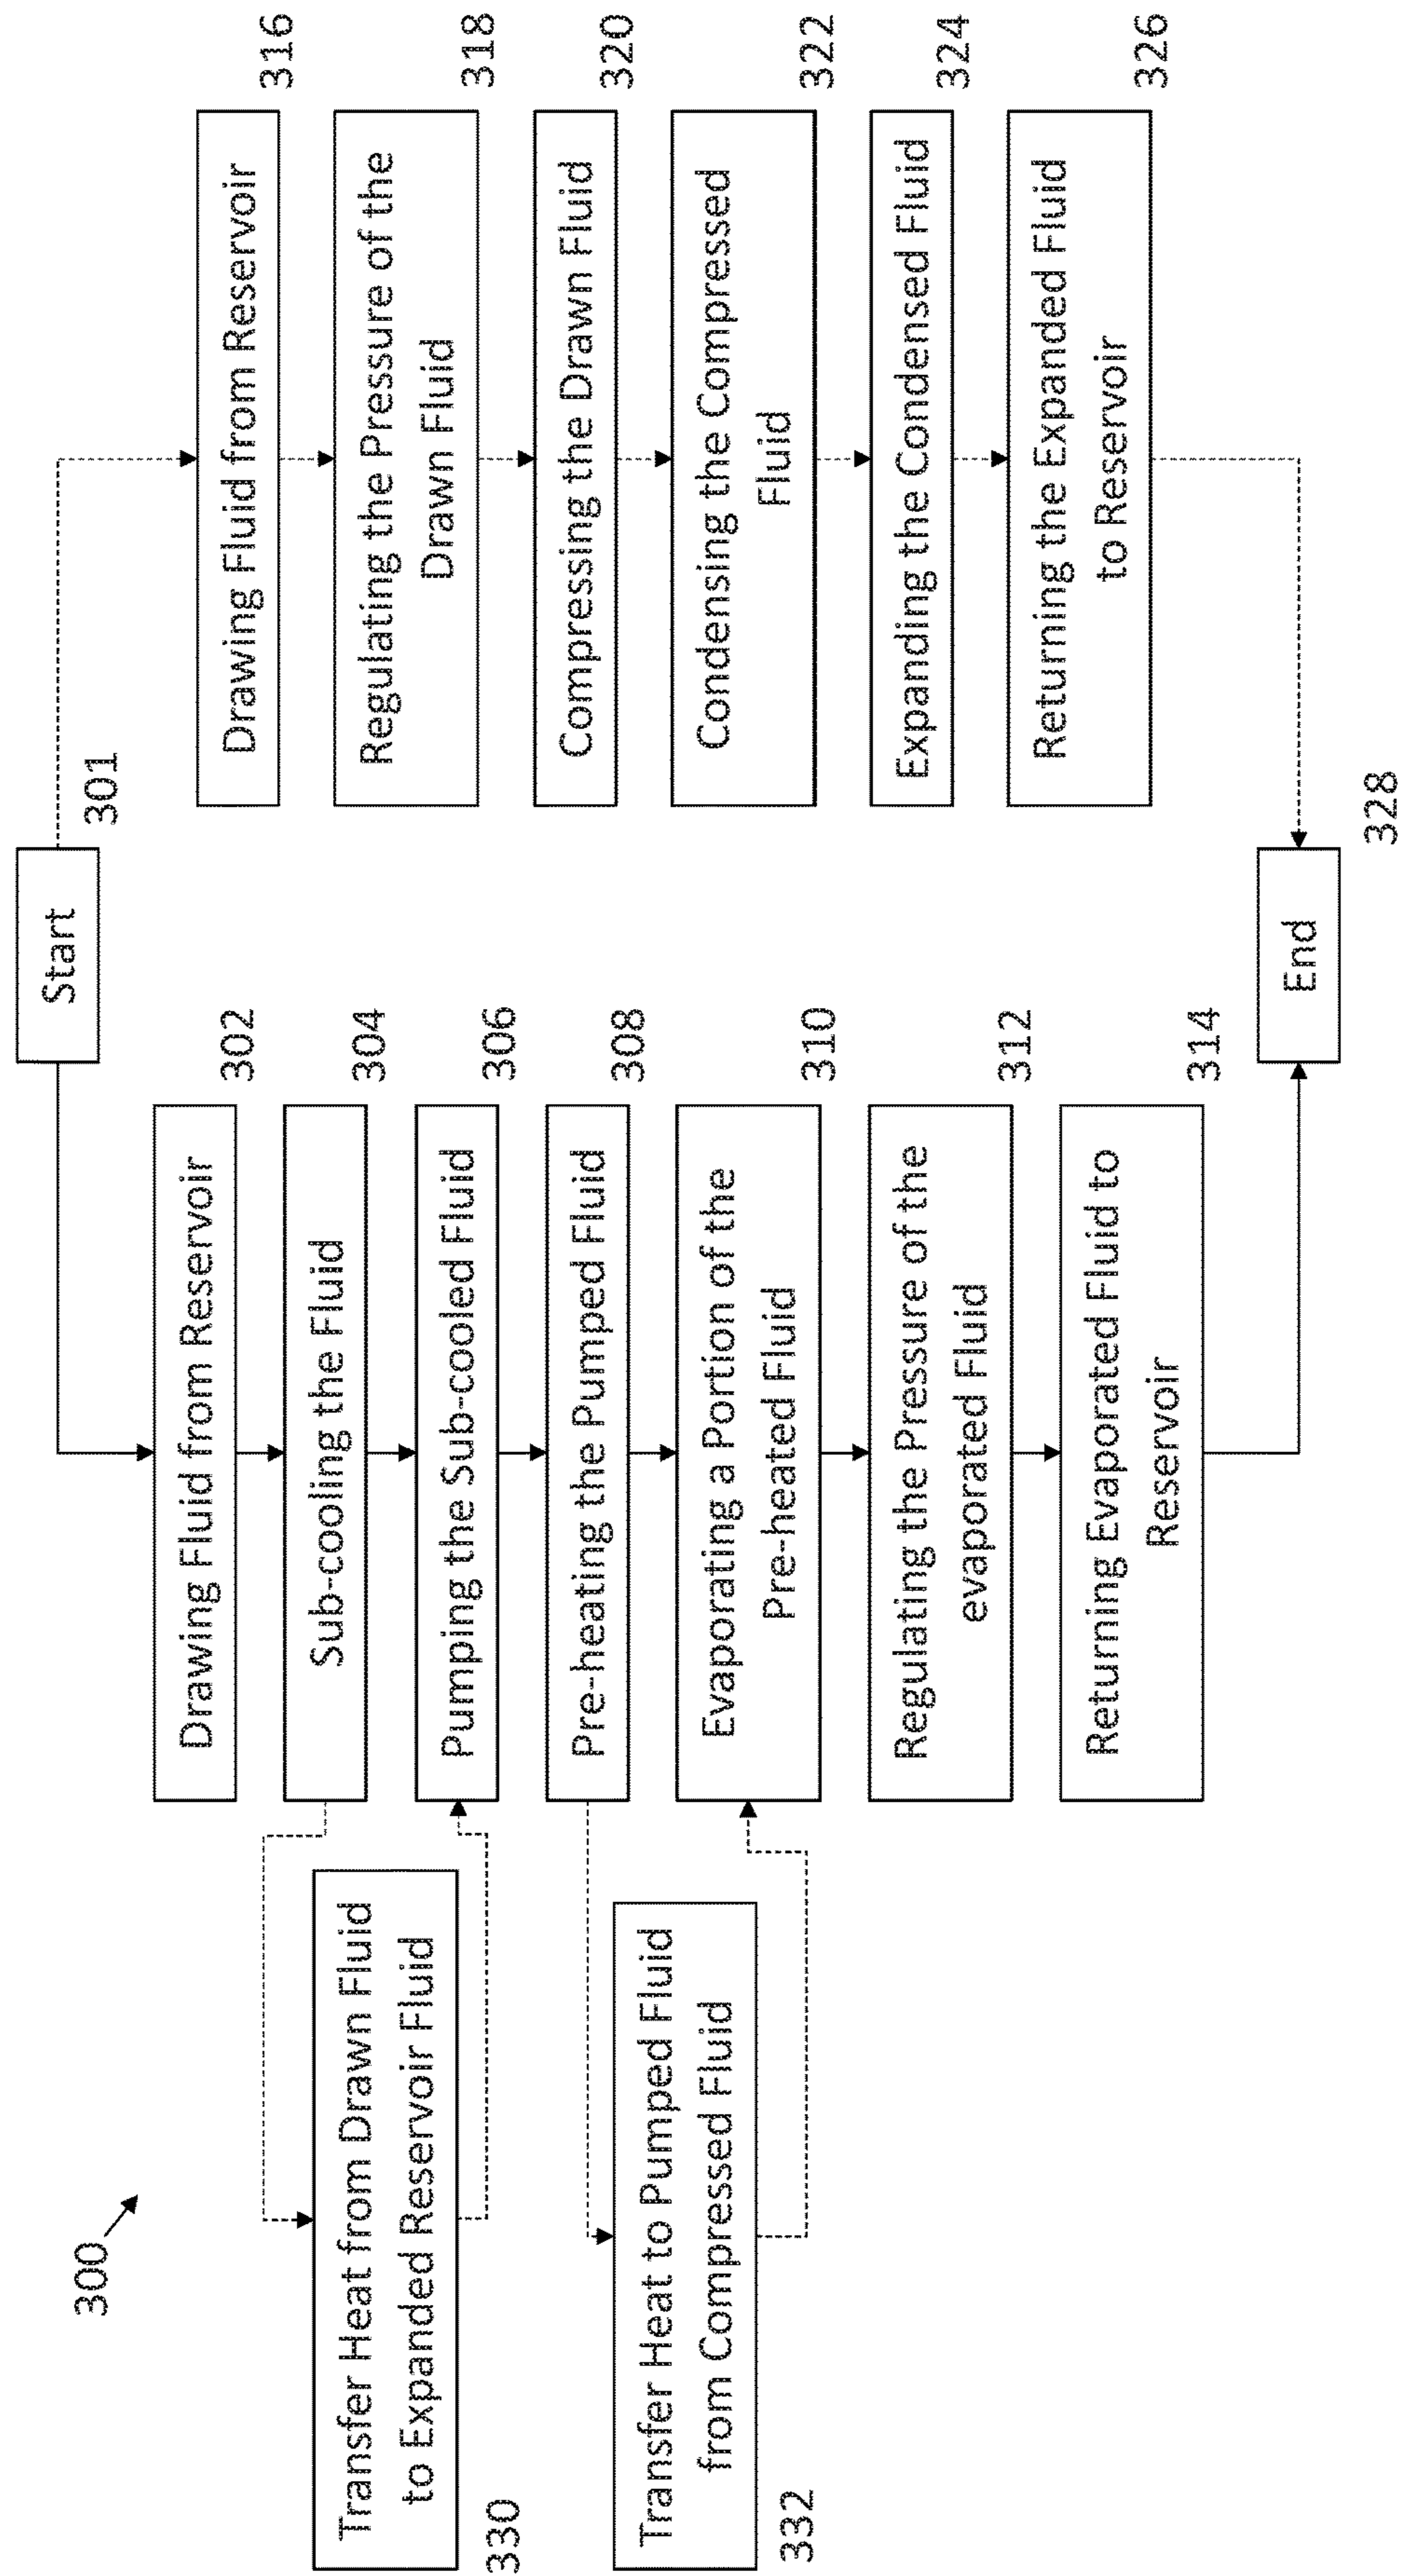 300
Start
301
Drawing Fluid from Reservoir
302
Sub-cooling the Fluid
304
Pumping the Sub-cooled Fluid
306
Pre-heating the Pumped Fluid
308
Evaporating a Portion of the
Pre-heated Fluid
310
Regulating the Pressure of the
evaporated Fluid
312
Returning Evaporated Fluid to
Reservoir
314
Transfer Heat from Drawn Fluid
to Expanded Reservoir Fluid
330
Transfer Heat to Pumped Fluid
from Compressed Fluid
332
Drawing Fluid from Reservoir
316
Regulating the Pressure of the
Drawn Fluid
318
Compressing the Drawn Fluid
320
Condensing the Compressed
Fluid
322
Expanding the Condensed Fluid
324
Returning the Expanded Fluid
to Reservoir
326
End
328